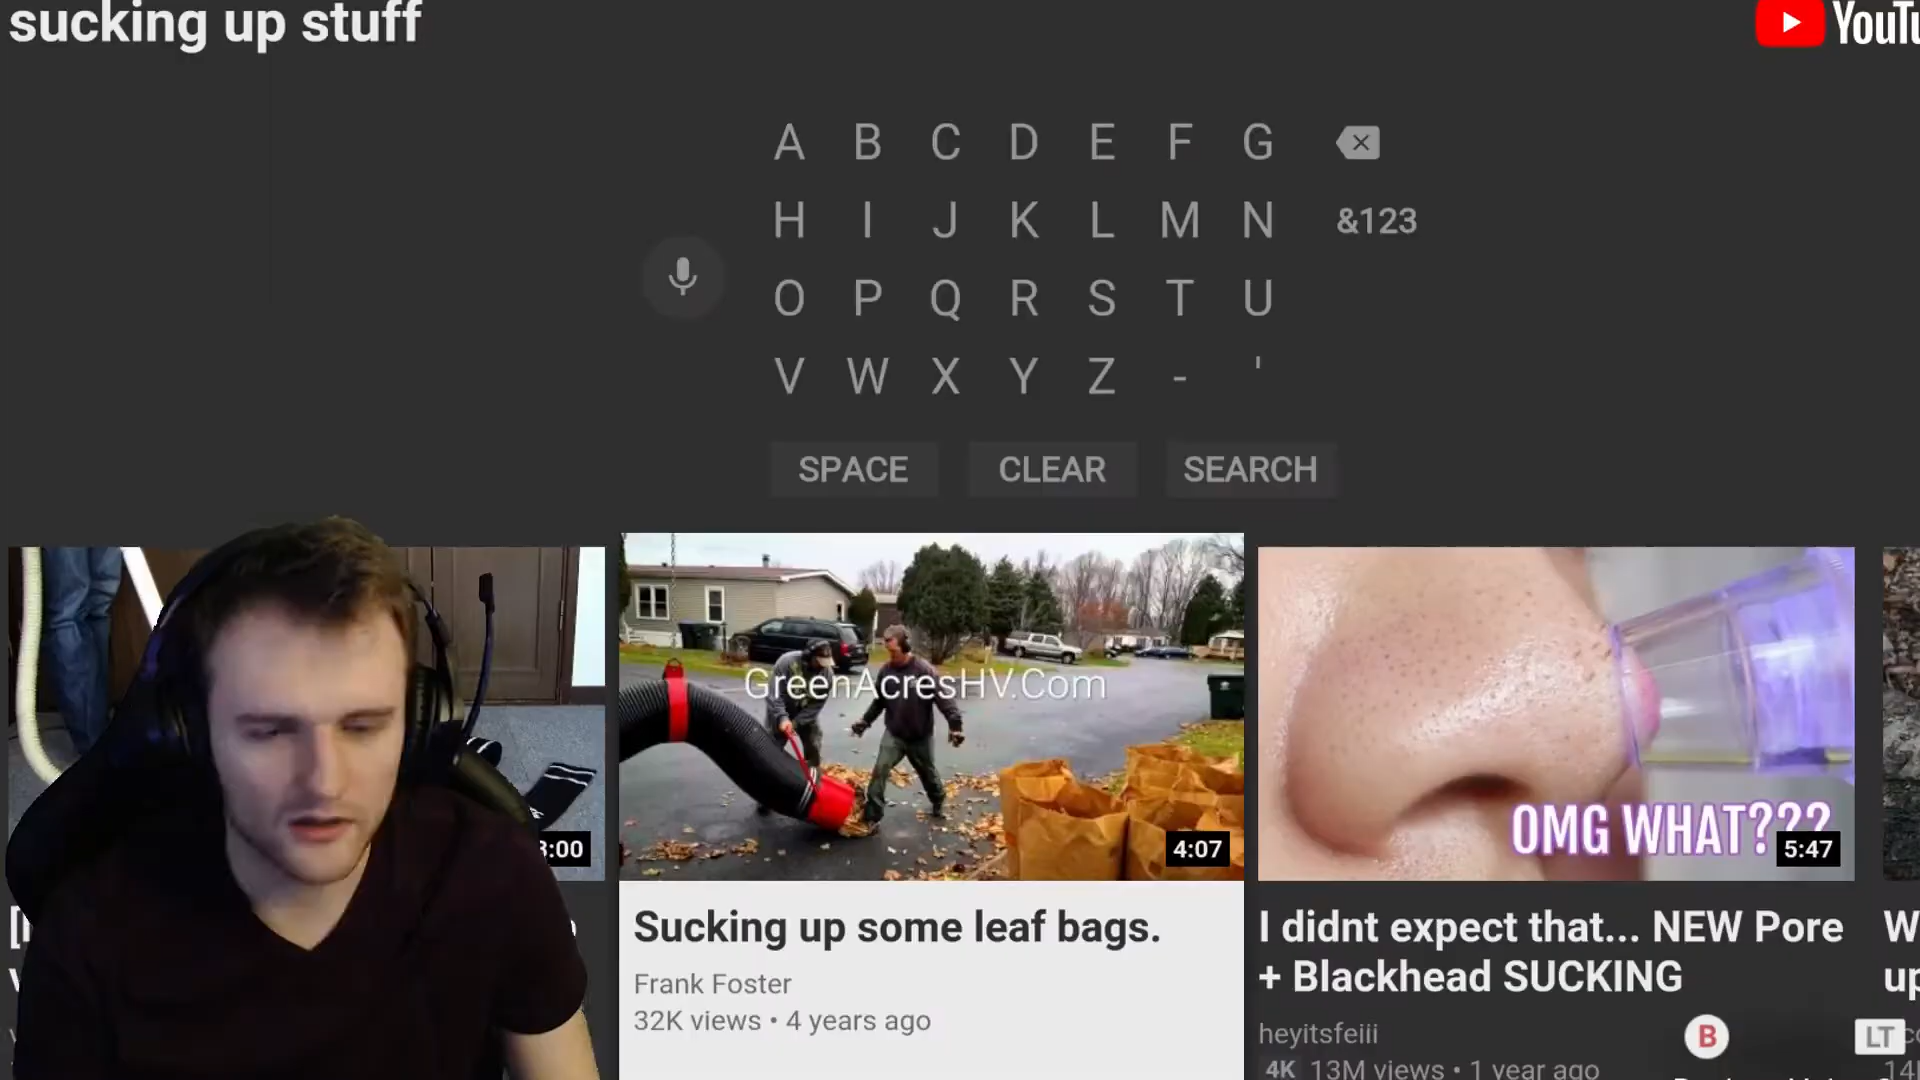 sucking up stuff
A B C D E F G
H I J K L M N &123
O P Q R S T U
V W X Y Z - '
SPACE CLEAR SEARCH
GreenAcresHV.Com
OMG WHAT???
3:00
4:07
5:47
Sucking up some leaf bags.
Frank Foster
32K views • 4 years ago
I didnt expect that... NEW Pore
+ Blackhead SUCKING
heyitsfeiii
4K 13M views • 1 year ago
B
LT